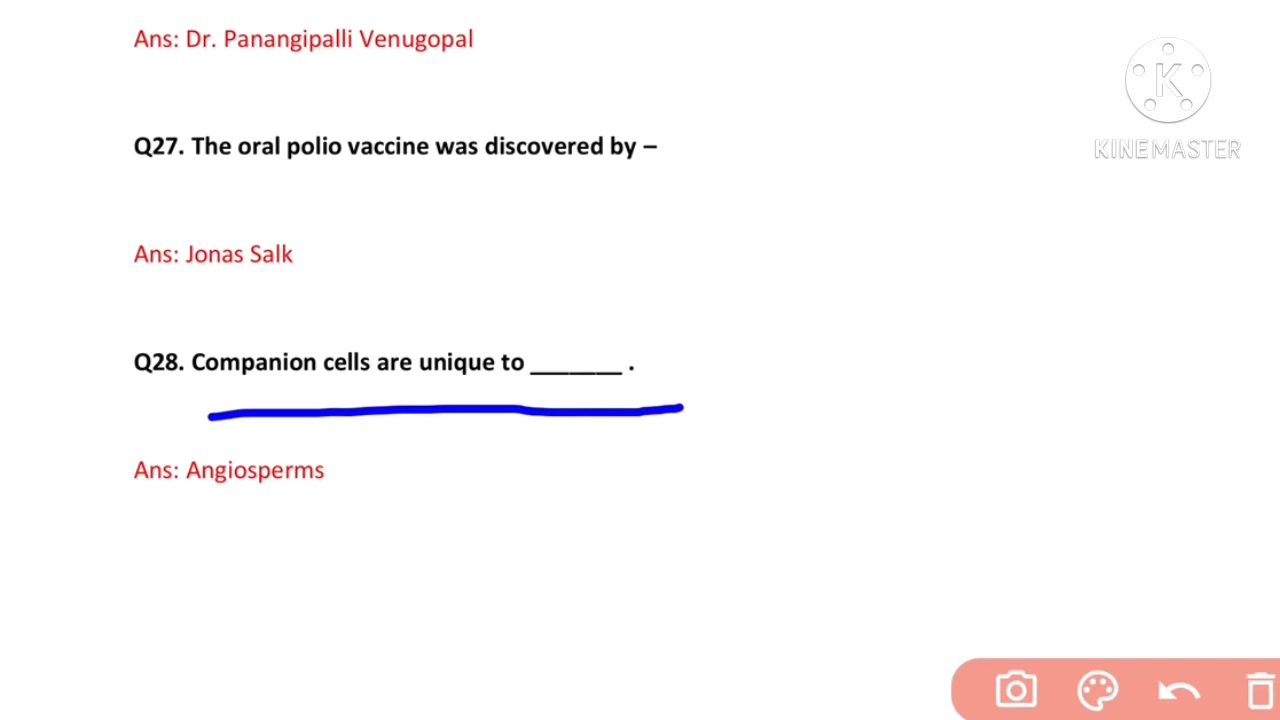 Ans: Dr. Panangipalli Venugopal
Q27. The oral polio vaccine was discovered by –
Ans: Jonas Salk
Q28. Companion cells are unique to _______ .
Ans: Angiosperms
K
KINEMASTER